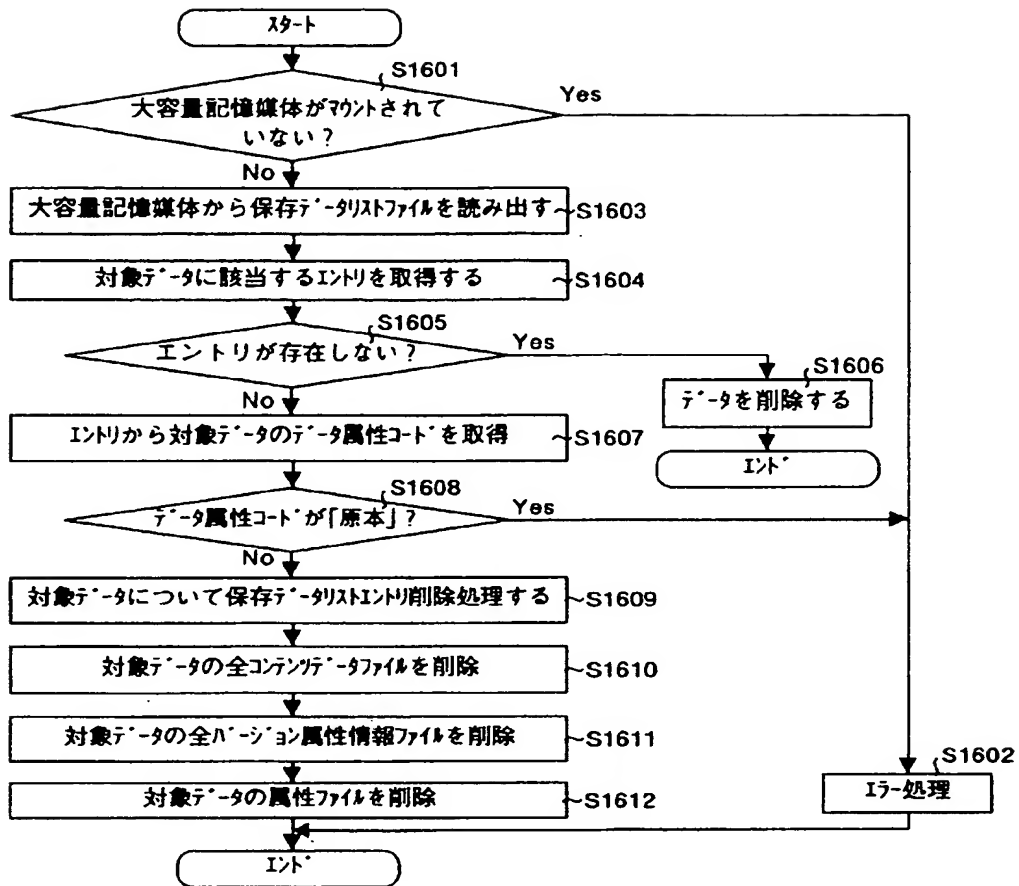 スタート
S1601
大容量記憶媒体がマウントされて
いない?
Yes
No
大容量記憶媒体から保存データリストファイルを読み出す
S1603
対象データに該当するエントリを取得する
S1604
S1605
エントリが存在しない?
Yes
S1606
データを削除する
エンド
No
エントリから対象データのデータ属性コードを取得
S1607
S1608
データ属性コードが「原本」?
Yes
No
対象データについて保存データリストエントリ削除処理する
S1609
対象データの全コンテンツデータファイルを削除
S1610
対象データの全バージョン属性情報ファイルを削除
S1611
S1602
エラー処理
対象データの属性ファイルを削除
S1612
エンド